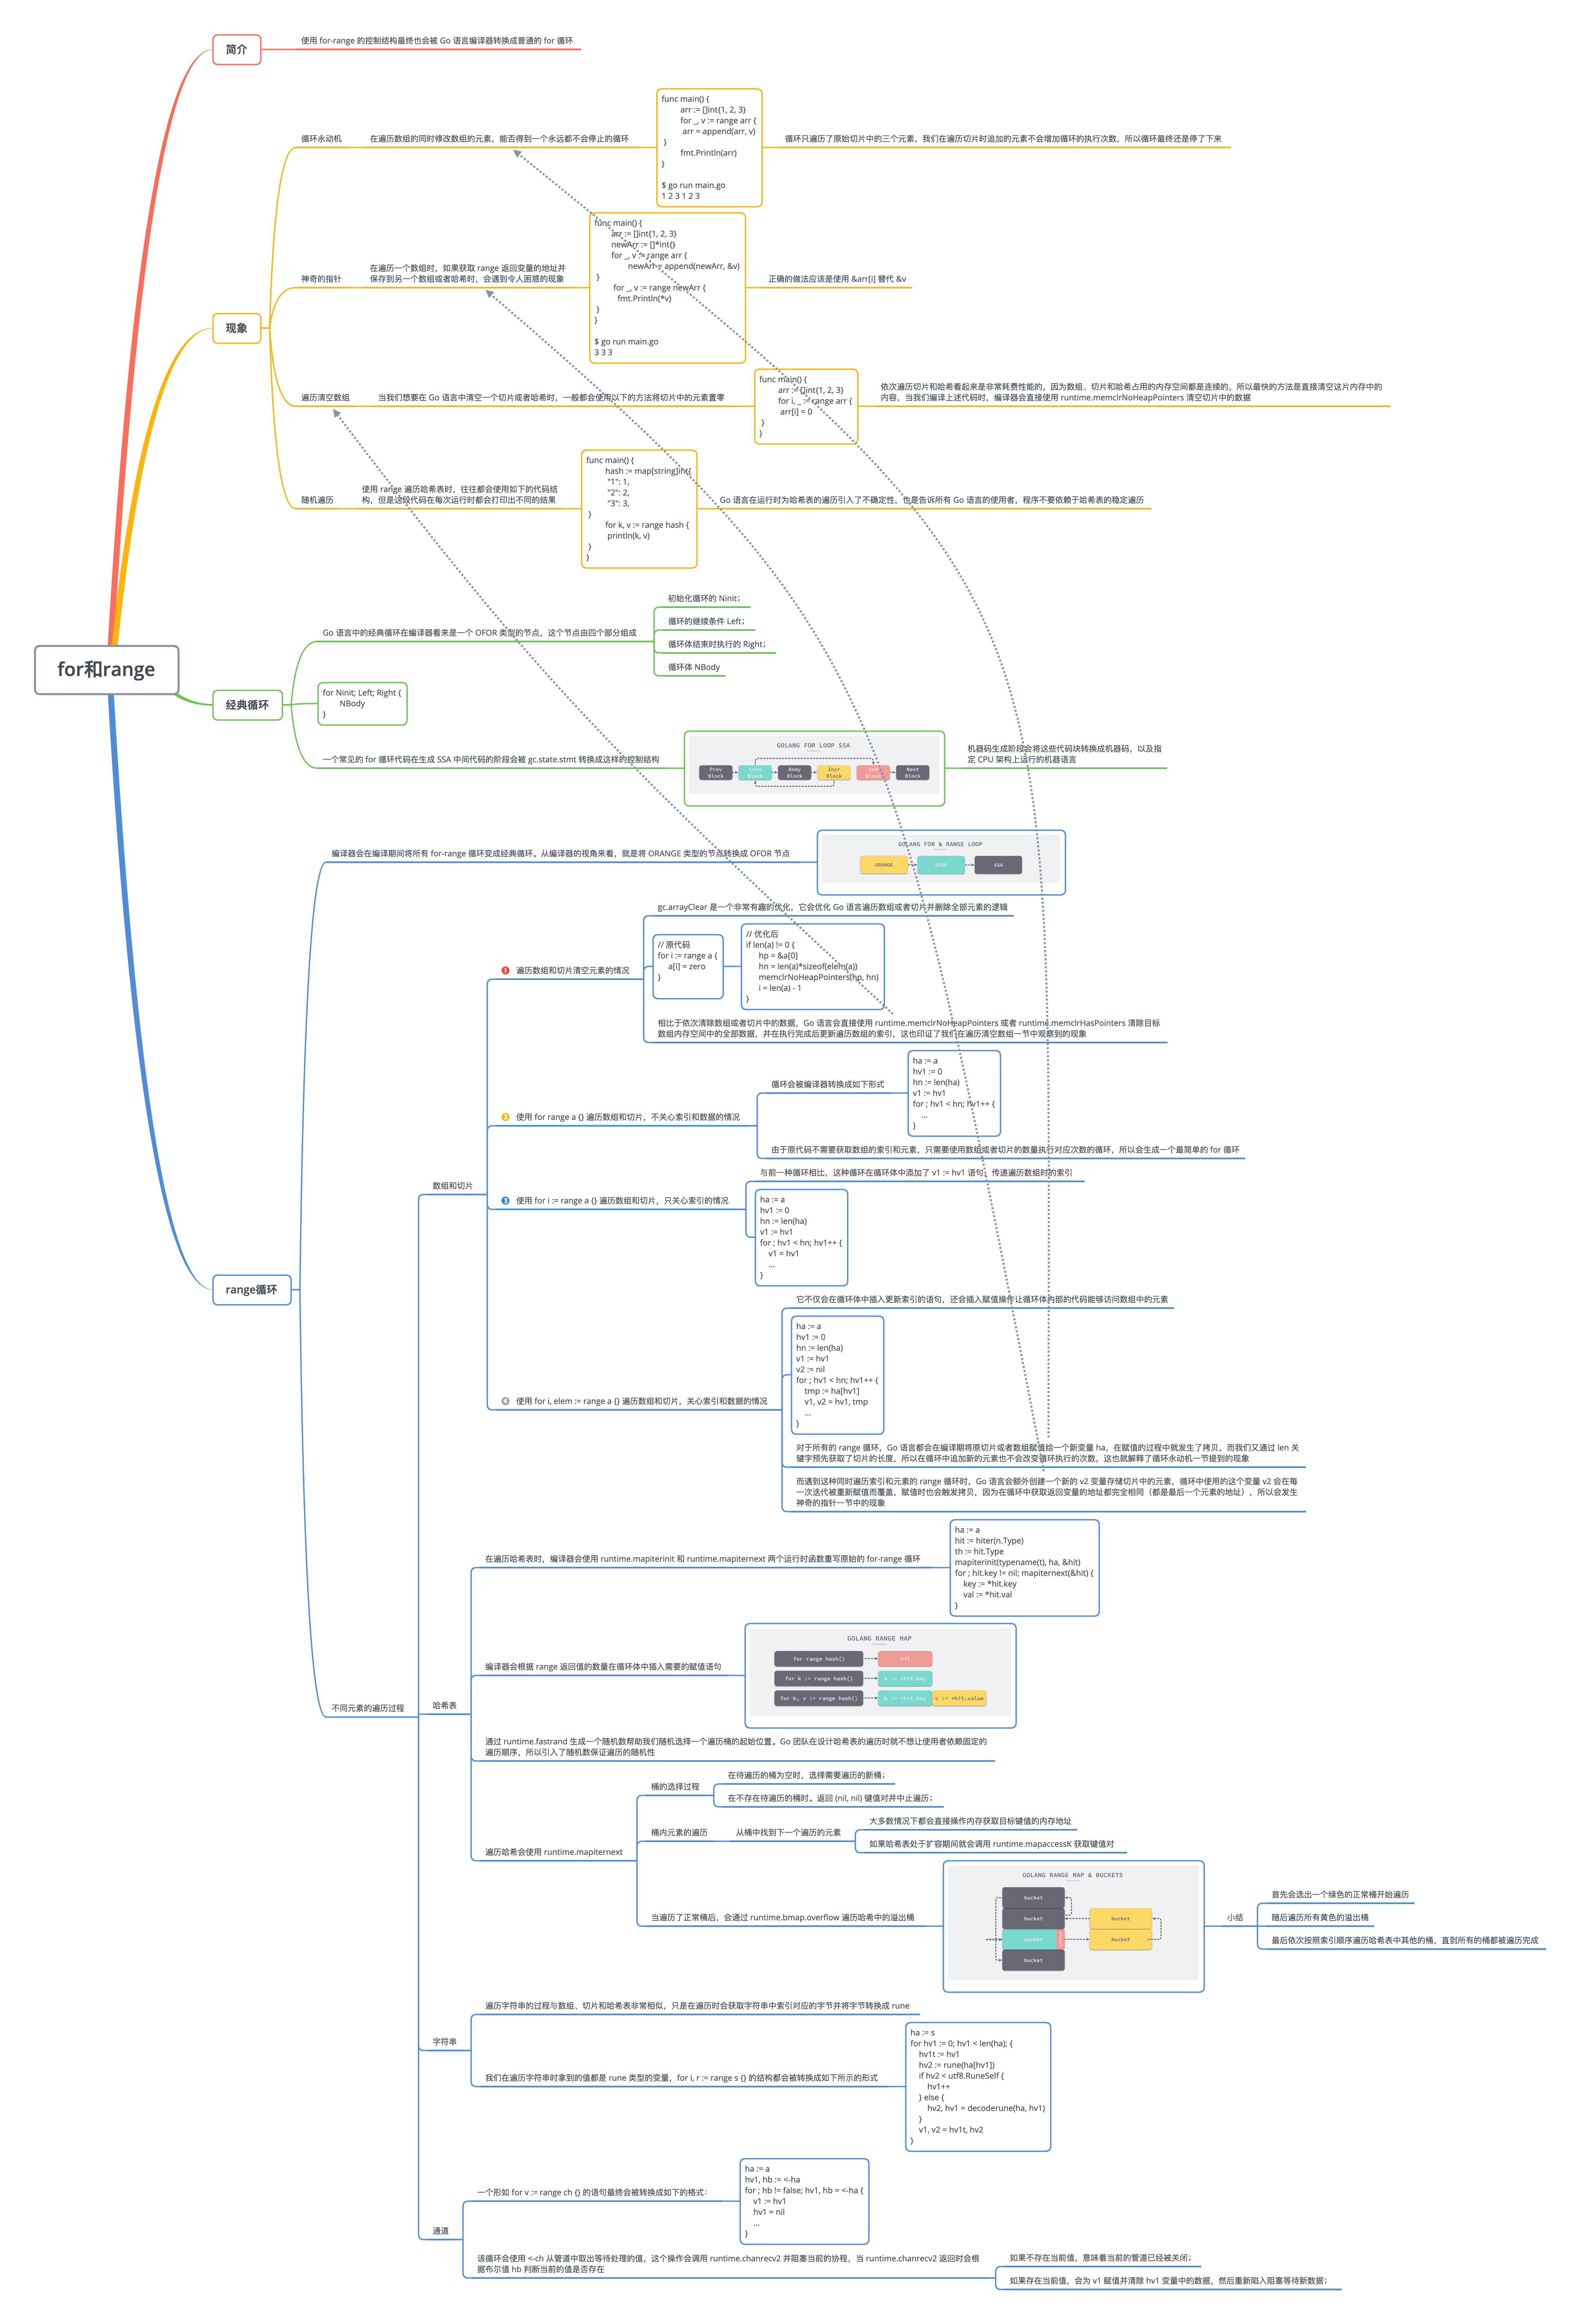 for和range
简介
使用 for-range 的控制结构最终也会被 Go 语言编译器转换成普通的 for 循环
现象
循环永动机
在遍历数组的同时修改数组的元素，能否得到一个永远都不会停止的循环
func main() {
arr := []int{1, 2, 3}
for _, v := range arr {
arr = append(arr, v)
}
fmt.Println(arr)
}
$ go run main.go
1 2 3 1 2 3
循环只遍历了原始切片中的三个元素，我们在遍历切片时追加的元素不会增加循环的执行次数，所以循环最终还是停了下来
神奇的指针
在遍历一个数组时，如果获取 range 返回变量的地址并
保存到另一个数组或者哈希时，会遇到令人困惑的现象
func main() {
arr := []int{1, 2, 3}
newArr := []*int{}
for _, v := range arr {
newArr = append(newArr, &v)
}
for _, v := range newArr {
fmt.Println(*v)
}
}
$ go run main.go
3 3 3
正确的做法应该是使用 &arr[i] 替代 &v
遍历清空数组
当我们想要在 Go 语言中清空一个切片或者哈希时，一般都会使用以下的方法将切片中的元素置零
func main() {
arr := []int{1, 2, 3}
for i, _ := range arr {
arr[i] = 0
}
}
依次遍历切片和哈希看起来是非常耗费性能的，因为数组、切片和哈希占用的内存空间都是连续的，所以最快的方法是直接清空这片内存中的
内容，当我们编译上述代码时，编译器会直接使用 runtime.memclrNoHeapPointers 清空切片中的数据
随机遍历
使用 range 遍历哈希表时，往往都会使用如下的代码结
构，但是这段代码在每次运行时都会打印出不同的结果
func main() {
hash := map[string]int{
"1": 1,
"2": 2,
"3": 3,
}
for k, v := range hash {
println(k, v)
}
}
Go 语言在运行时为哈希表的遍历引入了不确定性，也是告诉所有 Go 语言的使用者，程序不要依赖于哈希表的稳定遍历
经典循环
Go 语言中的经典循环在编译器看来是一个 OFOR 类型的节点，这个节点由四个部分组成
初始化循环的 Ninit；
循环的继续条件 Left；
循环体结束时执行的 Right；
循环体 NBody
for Ninit; Left; Right {
NBody
}
一个常见的 for 循环代码在生成 SSA 中间代码的阶段会被 gc.state.stmt 转换成这样的控制结构
GOLANG FOR LOOP SSA
Prev Block
Cond Block
Body Block
Incr Block
End Block
Next Block
机器码生成阶段会将这些代码块转换成机器码，以及指
定 CPU 架构上运行的机器语言
range循环
编译器会在编译期间将所有 for-range 循环变成经典循环。从编译器的视角来看，就是将 ORANGE 类型的节点转换成 OFOR 节点
GOLANG FOR & RANGE LOOP
ORANGE
OFOR
SSA
不同元素的遍历过程
数组和切片
1 遍历数组和切片清空元素的情况
gc.arrayClear 是一个非常有趣的优化，它会优化 Go 语言遍历数组或者切片并删除全部元素的逻辑
// 原代码
for i := range a {
a[i] = zero
}
// 优化后
if len(a) != 0 {
hp = &a[0]
hn = len(a)*sizeof(elem(a))
memclrNoHeapPointers(hp, hn)
i = len(a) - 1
}
相比于依次清除数组或者切片中的数据，Go 语言会直接使用 runtime.memclrNoHeapPointers 或者 runtime.memclrHasPointers 清除目标
数组内存空间中的全部数据，并在执行完成后更新遍历数组的索引，这也印证了我们在遍历清空数组一节中观察到的现象
2 使用 for range a {} 遍历数组和切片，不关心索引和数据的情况
循环会被编译器转换成如下形式
ha := a
hv1 := 0
hn := len(ha)
v1 := hv1
for ; hv1 < hn; hv1++ {
...
}
由于原代码不需要获取数组的索引和元素，只需要使用数组或者切片的数量执行对应次数的循环，所以会生成一个最简单的 for 循环
3 使用 for i := range a {} 遍历数组和切片，只关心索引的情况
与前一种循环相比，这种循环在循环体中添加了 v1 := hv1 语句，传递遍历数组时的索引
ha := a
hv1 := 0
hn := len(ha)
v1 := hv1
for ; hv1 < hn; hv1++ {
v1 = hv1
...
}
4 使用 for i, elem := range a {} 遍历数组和切片，关心索引和数据的情况
它不仅会在循环体中插入更新索引的语句，还会插入赋值操作让循环体内部的代码能够访问数组中的元素
ha := a
hv1 := 0
hn := len(ha)
v1 := hv1
v2 := nil
for ; hv1 < hn; hv1++ {
tmp := ha[hv1]
v1, v2 = hv1, tmp
...
}
对于所有的 range 循环，Go 语言都会在编译期将原切片或者数组赋值给一个新变量 ha，在赋值的过程中就发生了拷贝，而我们又通过 len 关
键字预先获取了切片的长度，所以在循环中追加新的元素也不会改变循环执行的次数，这也就解释了循环永动机一节提到的现象
而遇到这种同时遍历索引和元素的 range 循环时，Go 语言会额外创建一个新的 v2 变量存储切片中的元素，循环中使用的这个变量 v2 会在每
一次迭代被重新赋值而覆盖，赋值时也会触发拷贝，因为在循环中获取返回变量的地址都完全相同（都是最后一个元素的地址），所以会发生
神奇的指针一节中的现象
哈希表
在遍历哈希表时，编译器会使用 runtime.mapiterinit 和 runtime.mapiternext 两个运行时函数重写原始的 for-range 循环
ha := a
hit := hiter(n.Type)
th := hit.Type
mapiterinit(typename(t), ha, &hit)
for ; hit.key != nil; mapiternext(&hit) {
key := *hit.key
val := *hit.val
}
编译器会根据 range 返回值的数量在循环体中插入需要的赋值语句
GOLANG RANGE MAP
for range hash()
nil
for k := range hash()
k := *hit.key
for k, v := range hash()
k := *hit.key
v := *hit.value
通过 runtime.fastrand 生成一个随机数帮助我们随机选择一个遍历桶的起始位置。Go 团队在设计哈希表的遍历时就不想让使用者依赖固定的
遍历顺序，所以引入了随机数保证遍历的随机性
遍历哈希会使用 runtime.mapiternext
桶的选择过程
在待遍历的桶为空时，选择需要遍历的新桶；
在不存在待遍历的桶时。返回 (nil, nil) 键值对并中止遍历；
桶内元素的遍历
从桶中找到下一个遍历的元素
大多数情况下都会直接操作内存获取目标键值的内存地址
如果哈希表处于扩容期间就会调用 runtime.mapaccessK 获取键值对
当遍历了正常桶后，会通过 runtime.bmap.overflow 遍历哈希中的溢出桶
GOLANG RANGE MAP & BUCKETS
bucket
bucket
bucket
bucket
bucket
bucket
小结
首先会选出一个绿色的正常桶开始遍历
随后遍历所有黄色的溢出桶
最后依次按照索引顺序遍历哈希表中其他的桶，直到所有的桶都被遍历完成
字符串
遍历字符串的过程与数组、切片和哈希表非常相似，只是在遍历时会获取字符串中索引对应的字节并将字节转换成 rune
我们在遍历字符串时拿到的值都是 rune 类型的变量，for i, r := range s {} 的结构都会被转换成如下所示的形式
ha := s
for hv1 := 0; hv1 < len(ha); {
hv1t := hv1
hv2 := rune(ha[hv1])
if hv2 < utf8.RuneSelf {
hv1++
} else {
hv2, hv1 = decoderune(ha, hv1)
}
v1, v2 = hv1t, hv2
}
通道
一个形如 for v := range ch {} 的语句最终会被转换成如下的格式：
ha := a
hv1, hb := <-ha
for ; hb != false; hv1, hb = <-ha {
v1 := hv1
hv1 = nil
...
}
该循环会使用 <-ch 从管道中取出等待处理的值，这个操作会调用 runtime.chanrecv2 并阻塞当前的协程，当 runtime.chanrecv2 返回时会根
据布尔值 hb 判断当前的值是否存在
如果不存在当前值，意味着当前的管道已经被关闭；
如果存在当前值，会为 v1 赋值并清除 hv1 变量中的数据，然后重新陷入阻塞等待新数据；